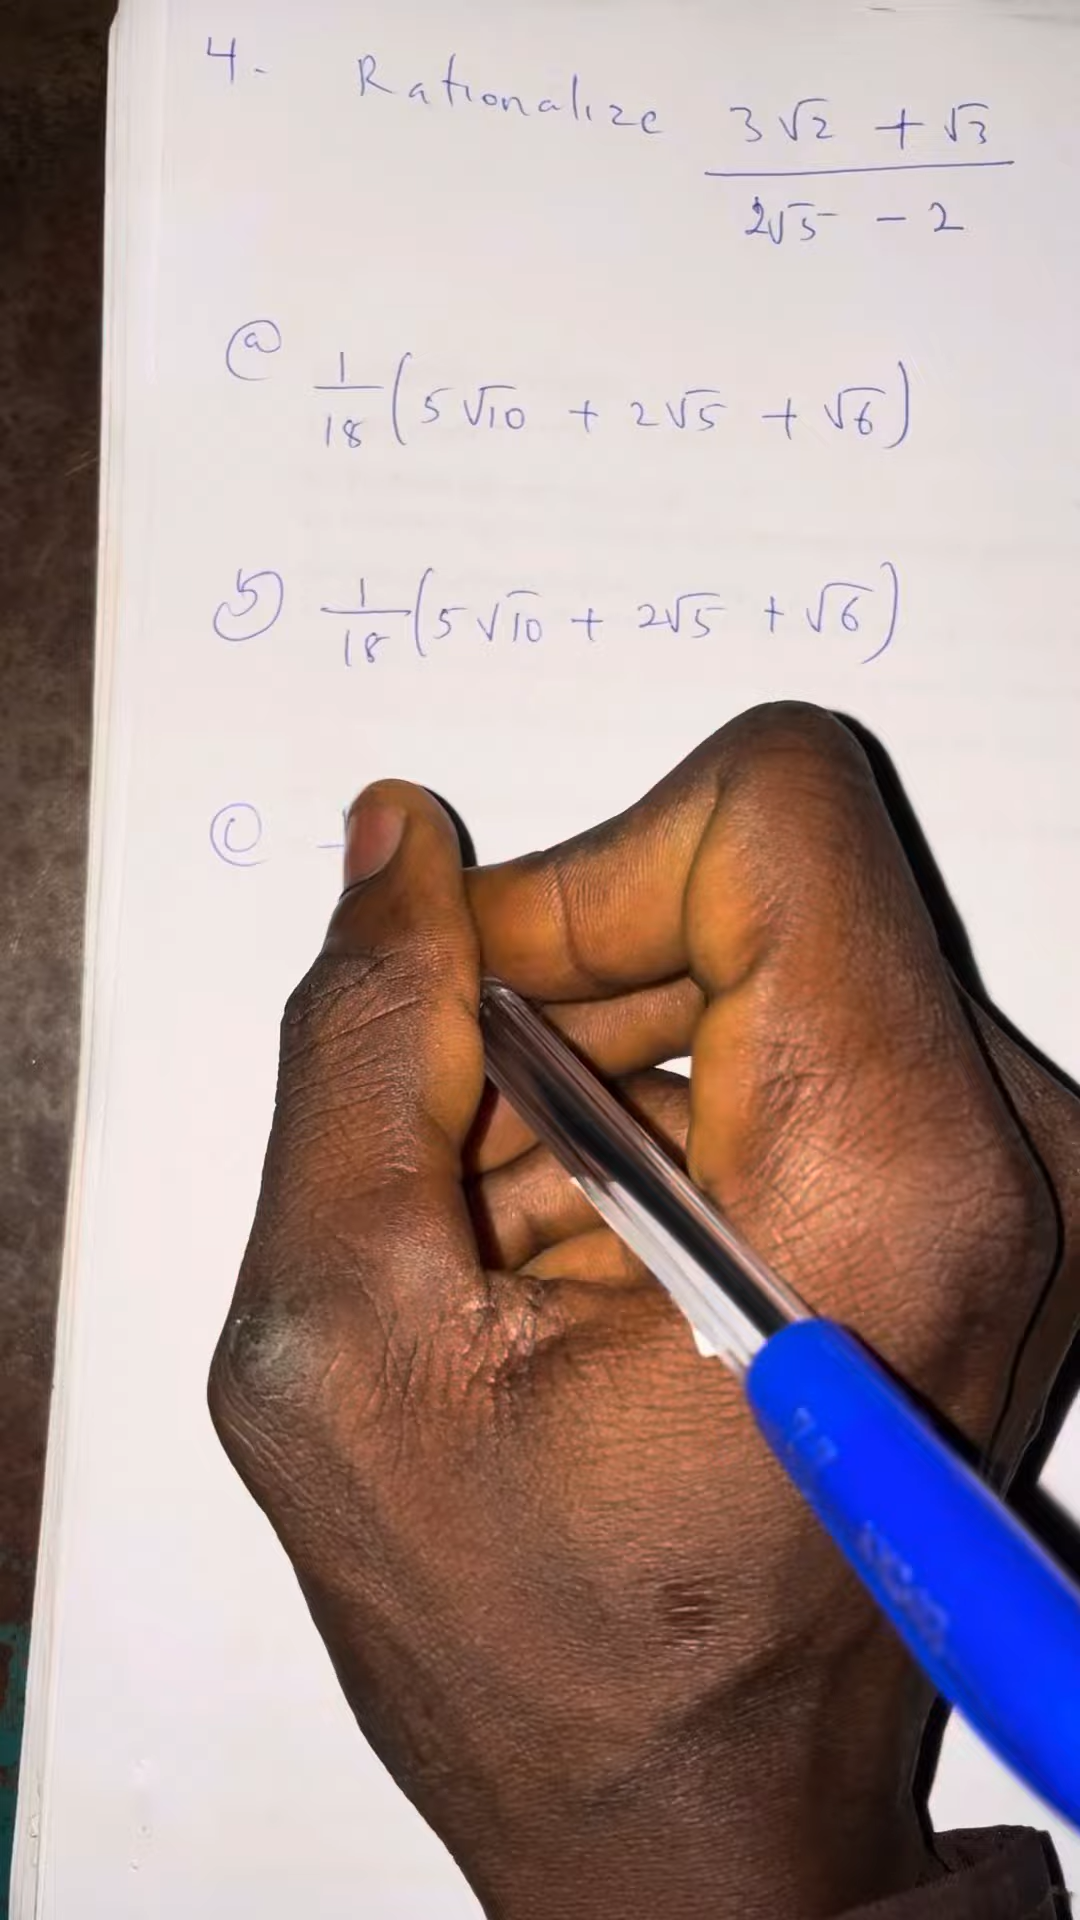 4. Rationalize 3√2 + √3
2√5 - 2
(a) 1/18 (5√10 + 2√5 + √6)
(b) 1/18 (5√10 + 2√5 + √6)
(c)